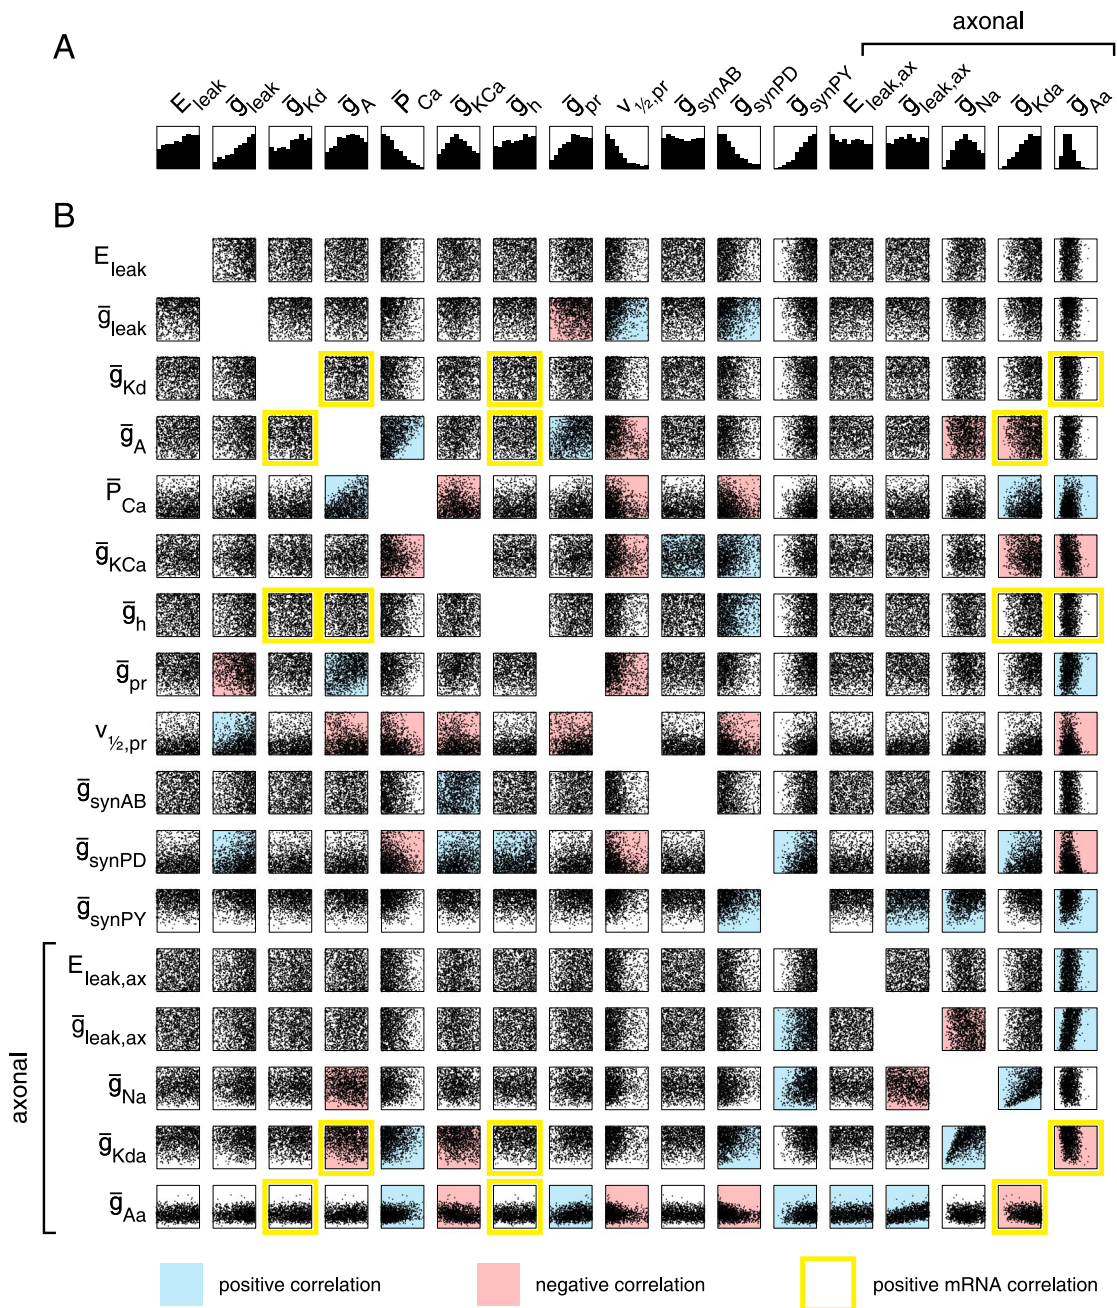 axonal
A
E leak g̅ leak g̅ Kd g̅ A P̅ Ca g̅ KCa g̅ h g̅ pr v ½,pr g̅ synAB g̅ synPD g̅ synPY E leak,ax g̅ leak,ax g̅ Na g̅ Kda g̅ Aa
B
E leak
g̅ leak
g̅ Kd
g̅ A
P̅ Ca
g̅ KCa
g̅ h
g̅ pr
v ½,pr
g̅ synAB
g̅ synPD
g̅ synPY
axonal
E leak,ax
g̅ leak,ax
g̅ Na
g̅ Kda
g̅ Aa
positive correlation negative correlation positive mRNA correlation